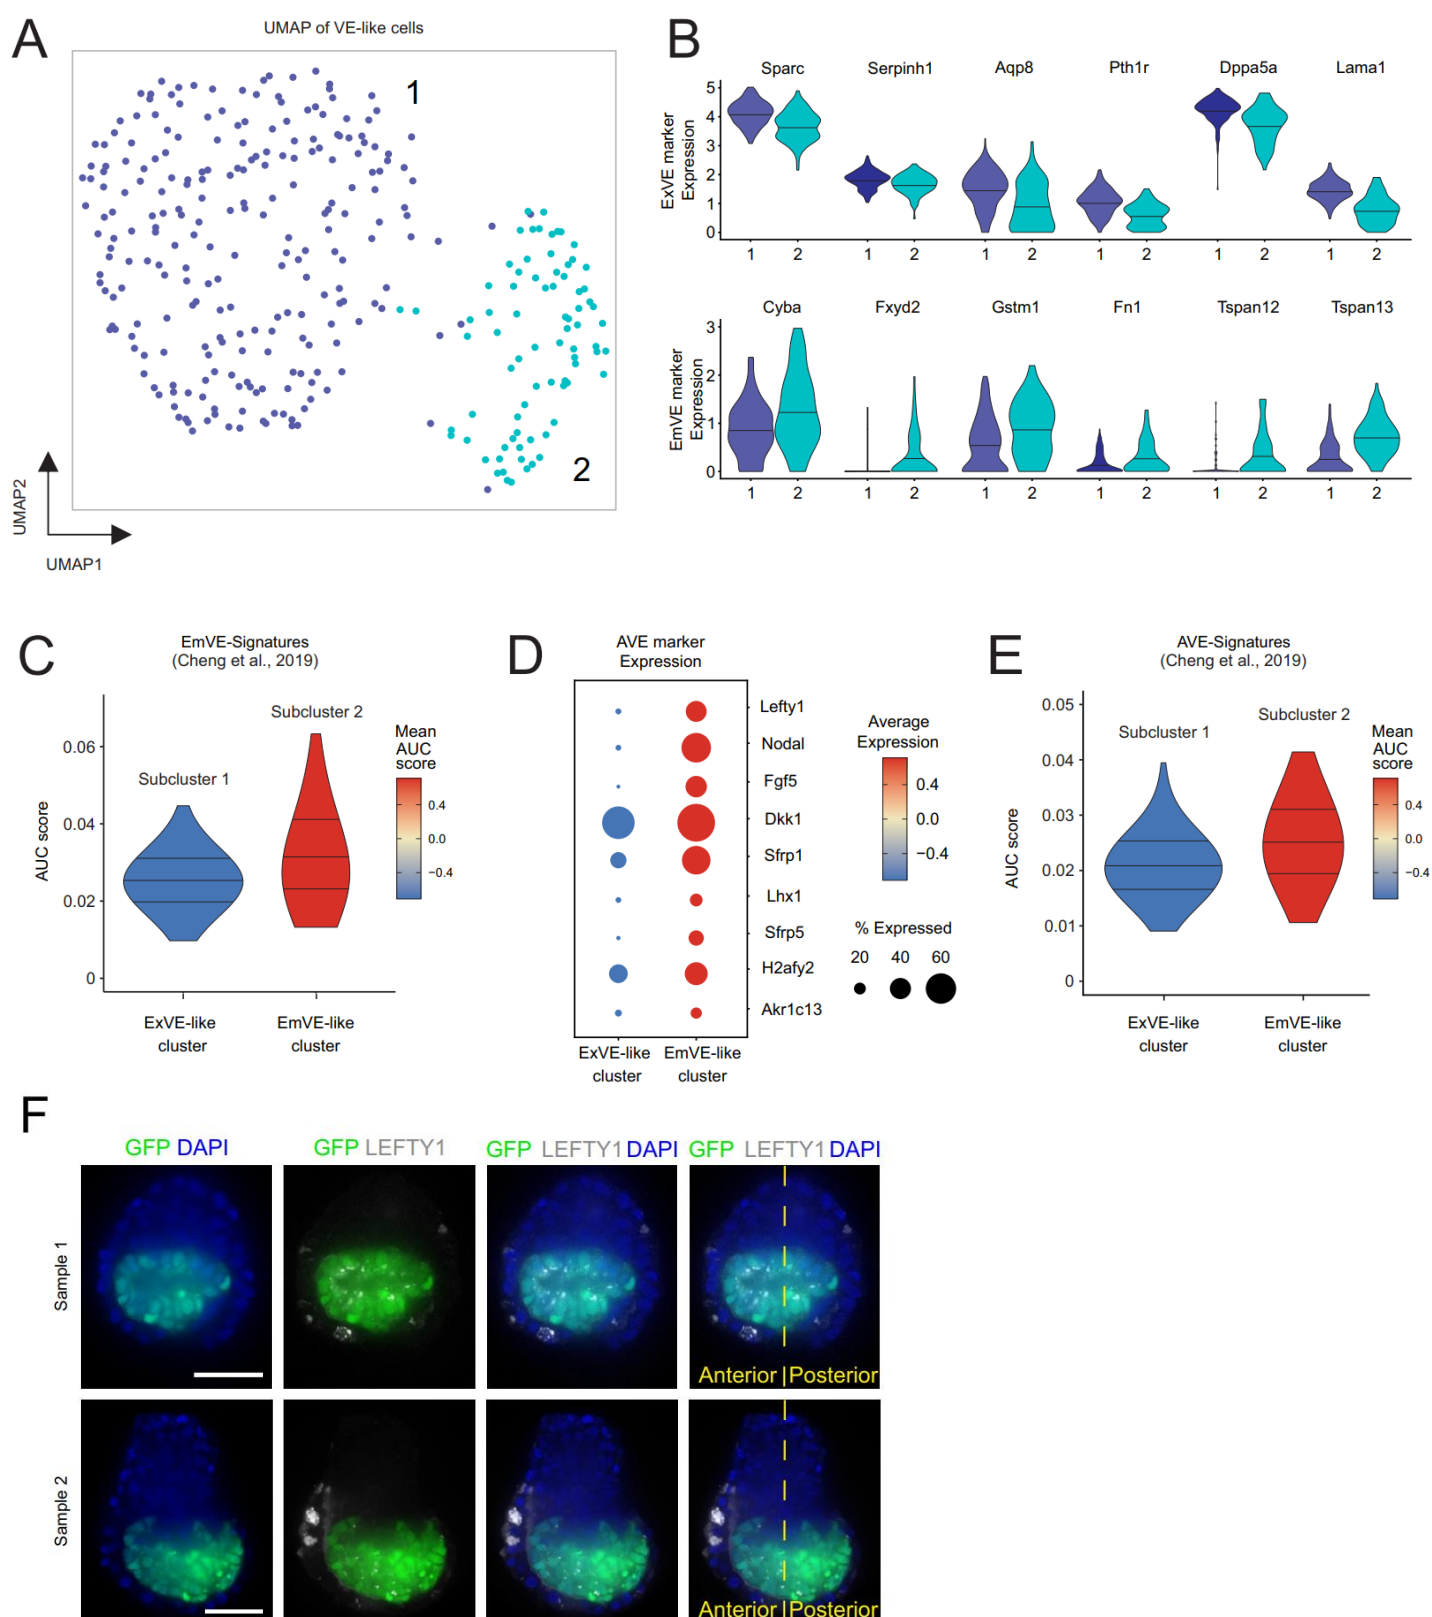 A
UMAP of VE-like cells
1
2
UMAP2
UMAP1
B
Sparc Serpinh1 Aqp8 Pth1r Dppa5a Lama1
ExVE marker
Expression
5
4
3
2
1
0
1 2 1 2 1 2 1 2 1 2 1 2
Cyba Fxyd2 Gstm1 Fn1 Tspan12 Tspan13
EmVE marker
Expression
3
2
1
0
1 2 1 2 1 2 1 2 1 2 1 2
C
EmVE-Signatures
(Cheng et al., 2019)
AUC score
0.06
0.04
0.02
0
Subcluster 1
Subcluster 2
Mean
AUC
score
0.4
0.0
−0.4
ExVE-like
cluster
EmVE-like
cluster
D
AVE marker
Expression
Lefty1
Nodal
Fgf5
Dkk1
Sfrp1
Lhx1
Sfrp5
H2afy2
Akr1c13
ExVE-like
cluster
EmVE-like
cluster
Average
Expression
0.4
0.0
−0.4
% Expressed
20 40 60
E
AVE-Signatures
(Cheng et al., 2019)
AUC score
0.05
0.04
0.03
0.02
0.01
0
Subcluster 1
Subcluster 2
Mean
AUC
score
0.4
0.0
−0.4
ExVE-like
cluster
EmVE-like
cluster
F
GFP DAPI
GFP LEFTY1
GFP LEFTY1 DAPI
GFP LEFTY1 DAPI
Sample 1
Anterior | Posterior
Sample 2
Anterior | Posterior